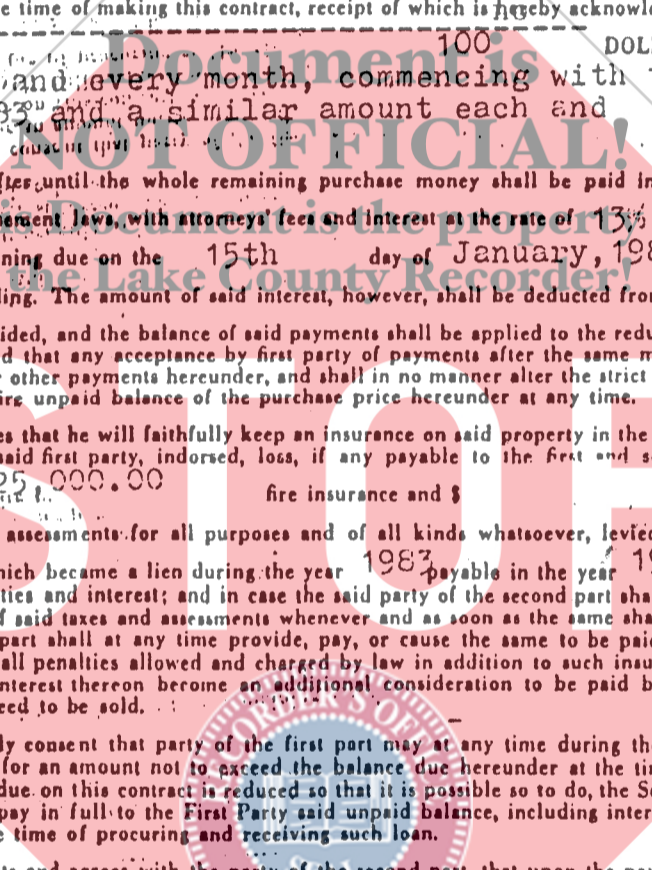 e time of making this contract, receipt of which is hereby acknowle
100 DOL
and every month, commencing with
83 and a similar amount each and
Document is
NOT OFFICIAL!
fter until the whole remaining purchase money shall be paid in
ement laws, with attorneys' fees and interest at the rate of 13%
s Document is the property
ning due on the 15th day of January, 198
the Lake County Recorder!
ling. The amount of said interest, however, shall be deducted from
ided, and the balance of said payments shall be applied to the redu
d that any acceptance by first party of payments after the same m
r other payments hereunder, and shall in no manner alter the strict
ire unpaid balance of the purchase price hereunder at any time.
STOP
es that he will faithfully keep an insurance on said property in the
said first party, indorsed, loss, if any payable to the first and s
25,000.00 fire insurance and $
assessments for all purposes and of all kinds whatsoever, levied
hich became a lien during the year 1983 payable in the year 19
ties and interest; and in case the said party of the second part sha
f said taxes and assessments whenever and as soon as the same sha
part shall at any time provide, pay, or cause the same to be paid
all penalties allowed and charged by law in addition to such insu
nterest thereon become an additional consideration to be paid b
eed to be sold.
RECORDER'S OFFICE
ly consent that party of the first part may at any time during th
for an amount not to exceed the balance due hereunder at the ti
due on this contract is reduced so that it is possible so to do, the Se
pay in full to the First Party said unpaid balance, including inter
e time of procuring and receiving such loan.
SEAL